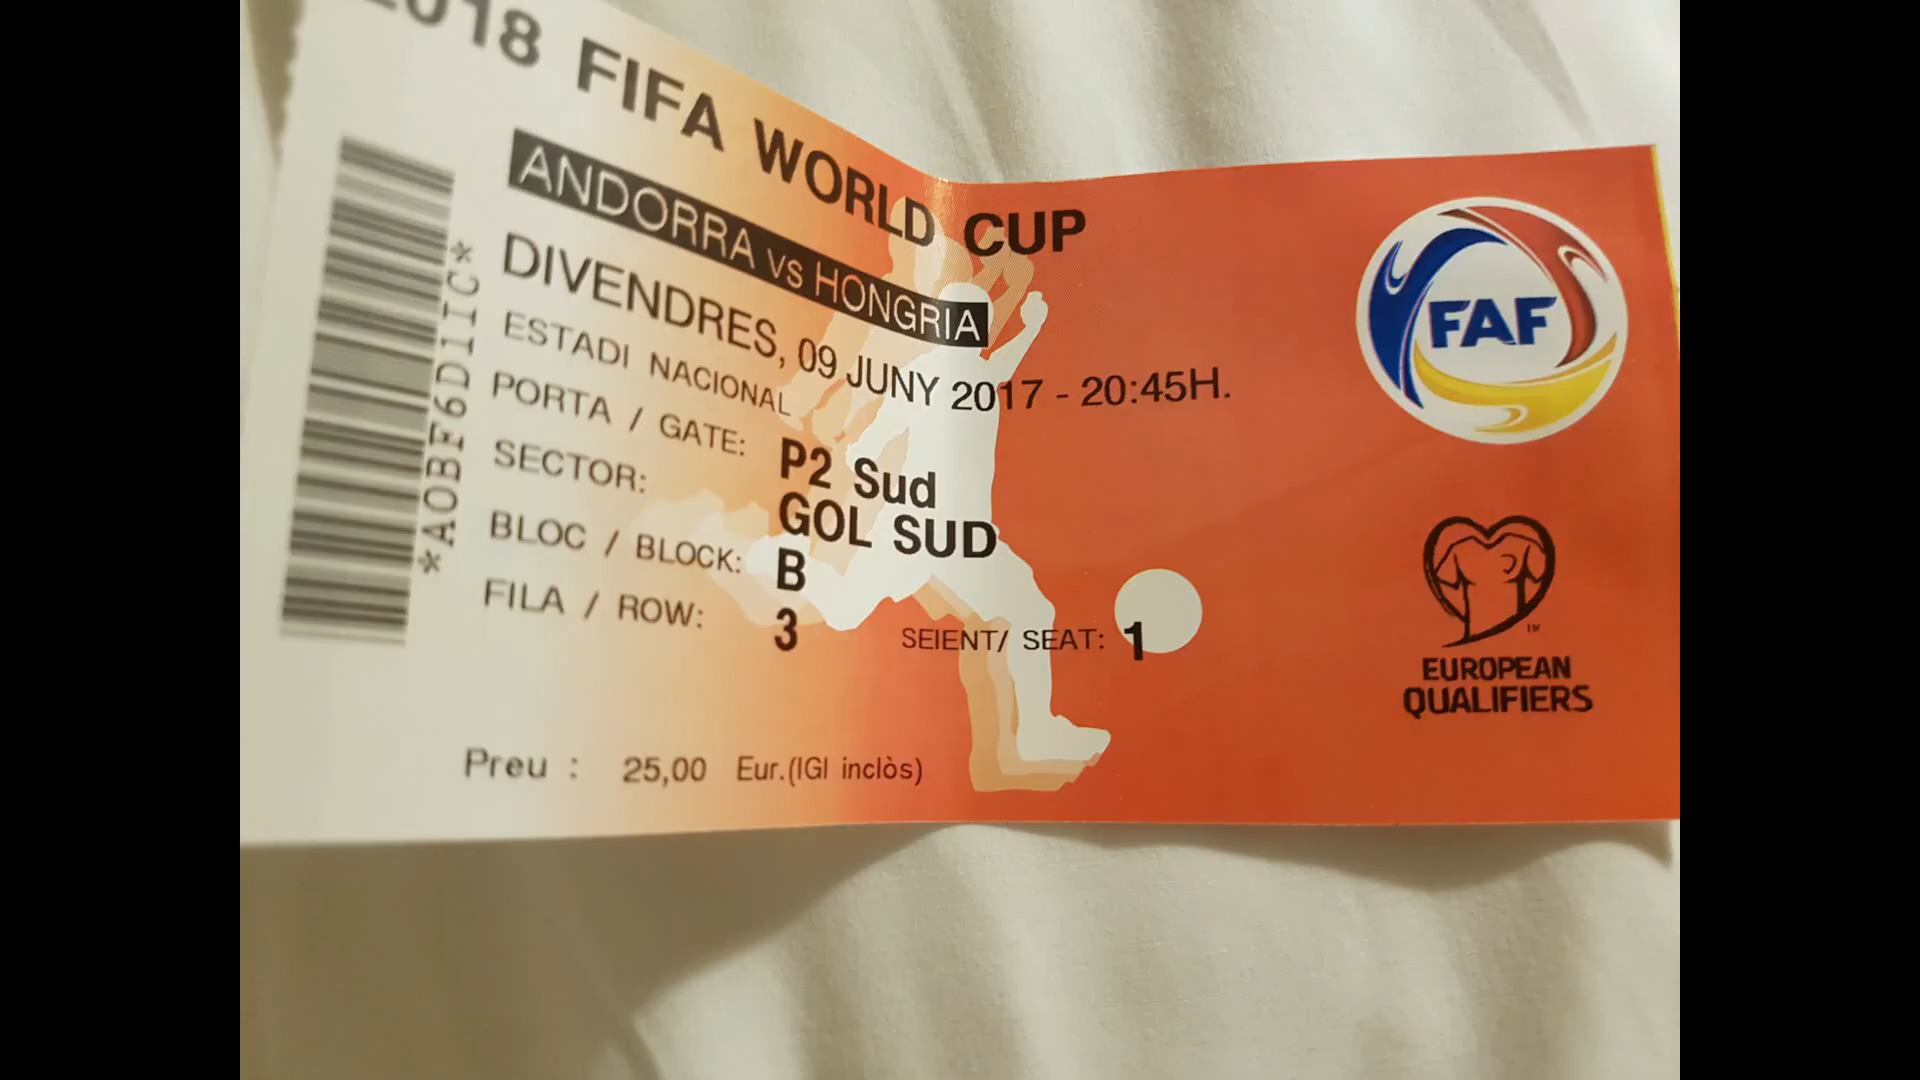 2018 FIFA WORLD CUP
ANDORRA vs HONGRIA
DIVENDRES, 09 JUNY 2017 - 20:45H.
ESTADI NACIONAL
PORTA / GATE: P2 Sud
SECTOR: GOL SUD
BLOC / BLOCK: B
FILA / ROW: 3 SEIENT/ SEAT: 1
Preu : 25,00 Eur.(IGI inclòs)
*AOBF6D1IC*
FAF
TM
EUROPEAN
QUALIFIERS